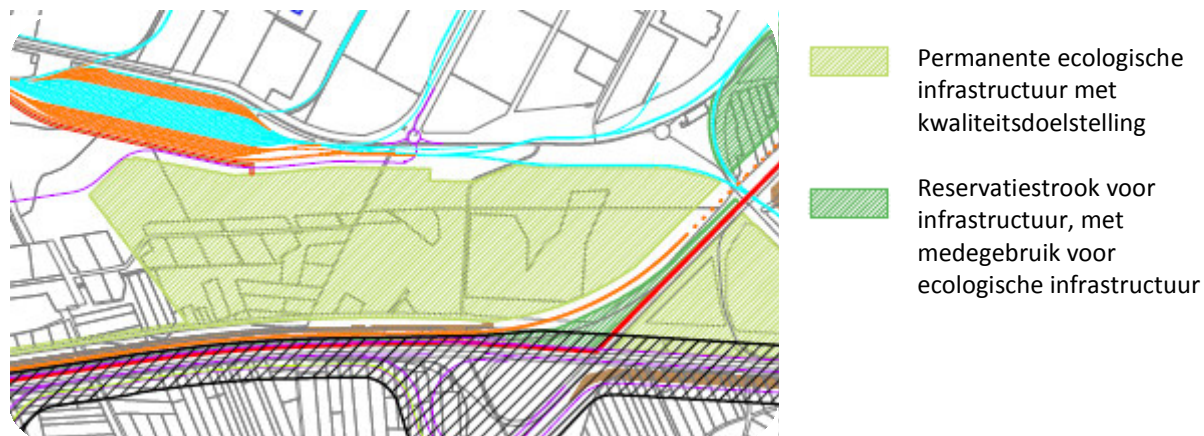 Permanente ecologische
infrastructuur met
kwaliteitsdoelstelling
Reservatiestrook voor
infrastructuur, met
medegebruik voor
ecologische infrastructuur